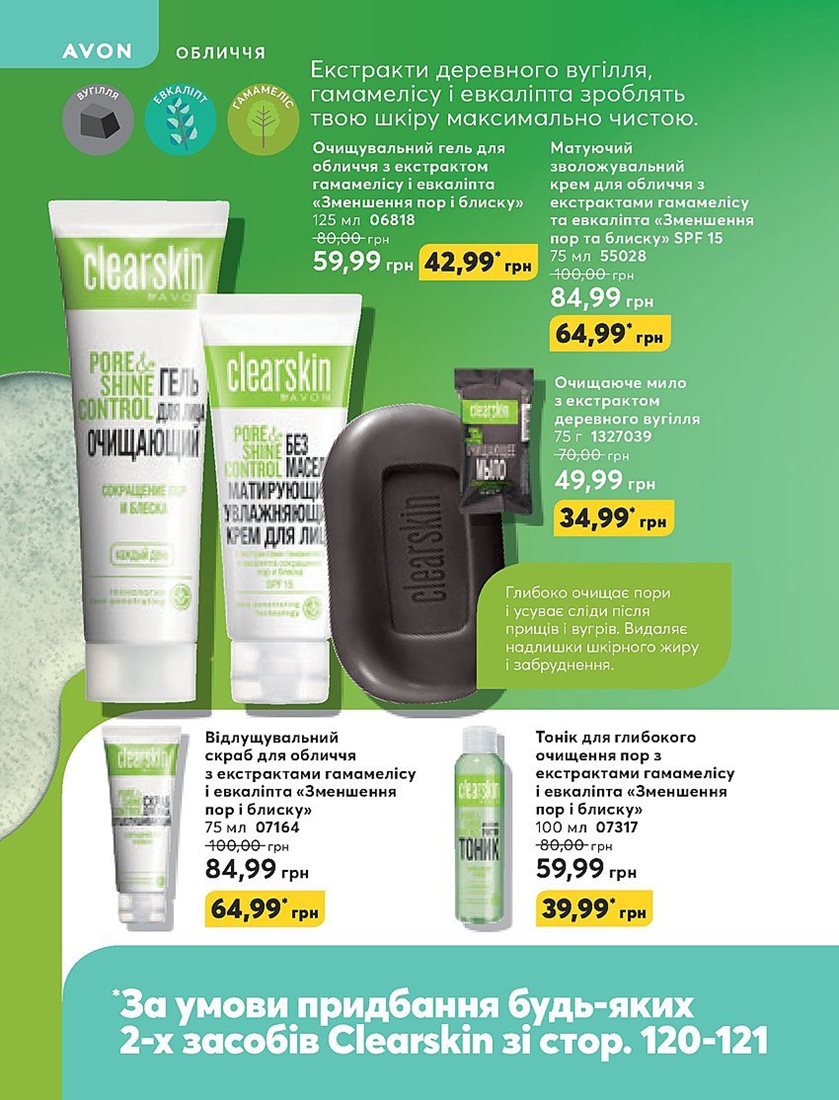 AVON
ОБЛИЧЧЯ
ВУГІЛЛЯ
ЕВКАЛІПТ
ГАМАМЕЛІС
Екстракти деревного вугілля,
гамамелісу і евкаліпта зроблять
твою шкіру максимально чистою.
Очищувальний гель для
обличчя з екстрактом
гамамелісу і евкаліпта
«Зменшення пор і блиску»
125 мл 06818
80,00 грн
59,99 грн
42,99* грн
Матуючий
зволожувальний
крем для обличчя з
екстрактами гамамелісу
та евкаліпта «Зменшення
пор та блиску» SPF 15
75 мл 55028
100,00 грн
84,99 грн
64,99* грн
Очищаюче мило
з екстрактом
деревного вугілля
75 г 1327039
70,00 грн
49,99 грн
34,99* грн
clearskin
AVON
PORE &
SHINE
CONTROL
ГЕЛЬ
ДЛЯ ЛИЦА
ОЧИЩАЮЩИЙ
СОКРАЩЕНИЕ ПОР
И БЛЕСКА
КАЖДЫЙ ДЕНЬ
clearskin
AVON
PORE &
SHINE
CONTROL
БЕЗ
МАСЕЛ
МАТИРУЮЩИ
УВЛАЖНЯЮЩ
КРЕМ ДЛЯ ЛИЦ
SPF 15
clearskin
clearskin
МЫЛО
Глибоко очищає пори
і усуває сліди після
прищів і вугрів. Видаляє
надлишки шкірного жиру
і забруднення.
clearskin
Відлущувальний
скраб для обличчя
з екстрактами гамамелісу
і евкаліпта «Зменшення
пор і блиску»
75 мл 07164
100,00 грн
84,99 грн
64,99* грн
clearskin
ТОНИК
Тонік для глибокого
очищення пор з
екстрактами гамамелісу
і евкаліпта «Зменшення
пор і блиску»
100 мл 07317
80,00 грн
59,99 грн
39,99* грн
*За умови придбання будь-яких
2-х засобів Clearskin зі стор. 120-121